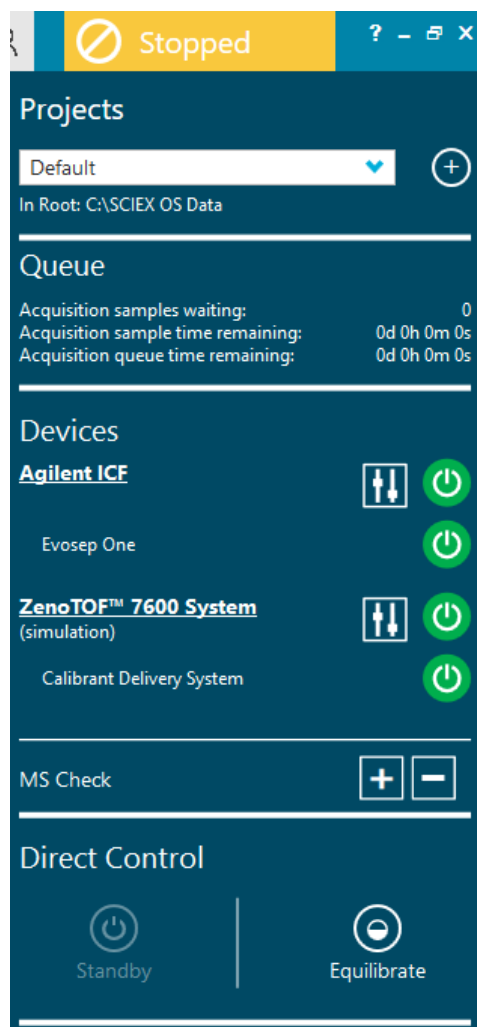 Stopped
? – x
Projects
Default
+
In Root: C:\SCIEX OS Data
Queue
Acquisition samples waiting: 0
Acquisition sample time remaining: 0d 0h 0m 0s
Acquisition queue time remaining: 0d 0h 0m 0s
Devices
Agilent ICF
Evosep One
ZenoTOF™ 7600 System
(simulation)
Calibrant Delivery System
MS Check + –
Direct Control
Standby Equilibrate